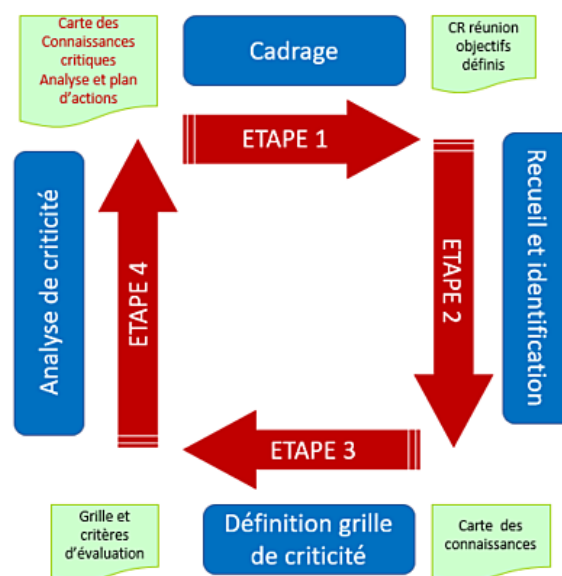 Carte des
Connaissances
critiques
Analyse et plan
d'actions
Cadrage
CR réunion
objectifs
définis
ETAPE 1
Recueil et identification
ETAPE 2
Analyse de criticité
ETAPE 4
ETAPE 3
Grille et
critères
d'évaluation
Définition grille
de criticité
Carte des
connaissances